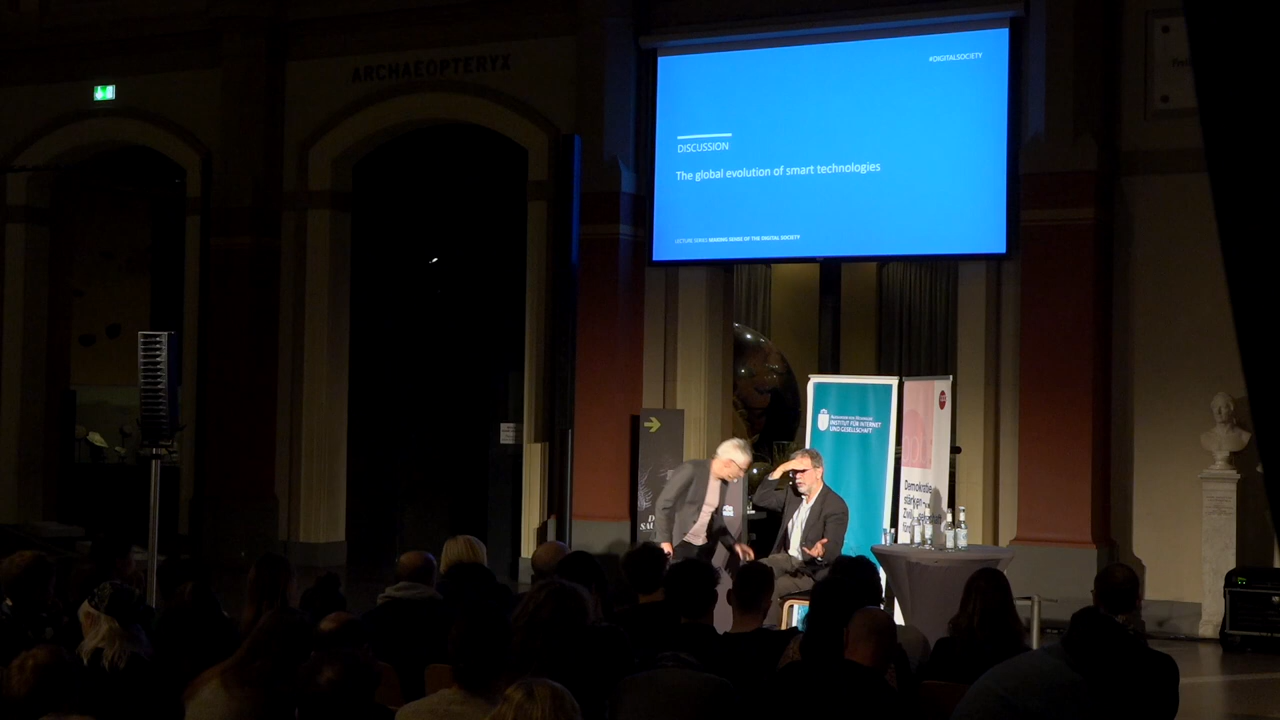 ARCHAEOPTERYX
#DIGITALSOCIETY
DISCUSSION
The global evolution of smart technologies
LECTURE SERIES MAKING SENSE OF THE DIGITAL SOCIETY
INSTITUT FÜR INTERNET
UND GESELLSCHAFT
Demokratie
stärken